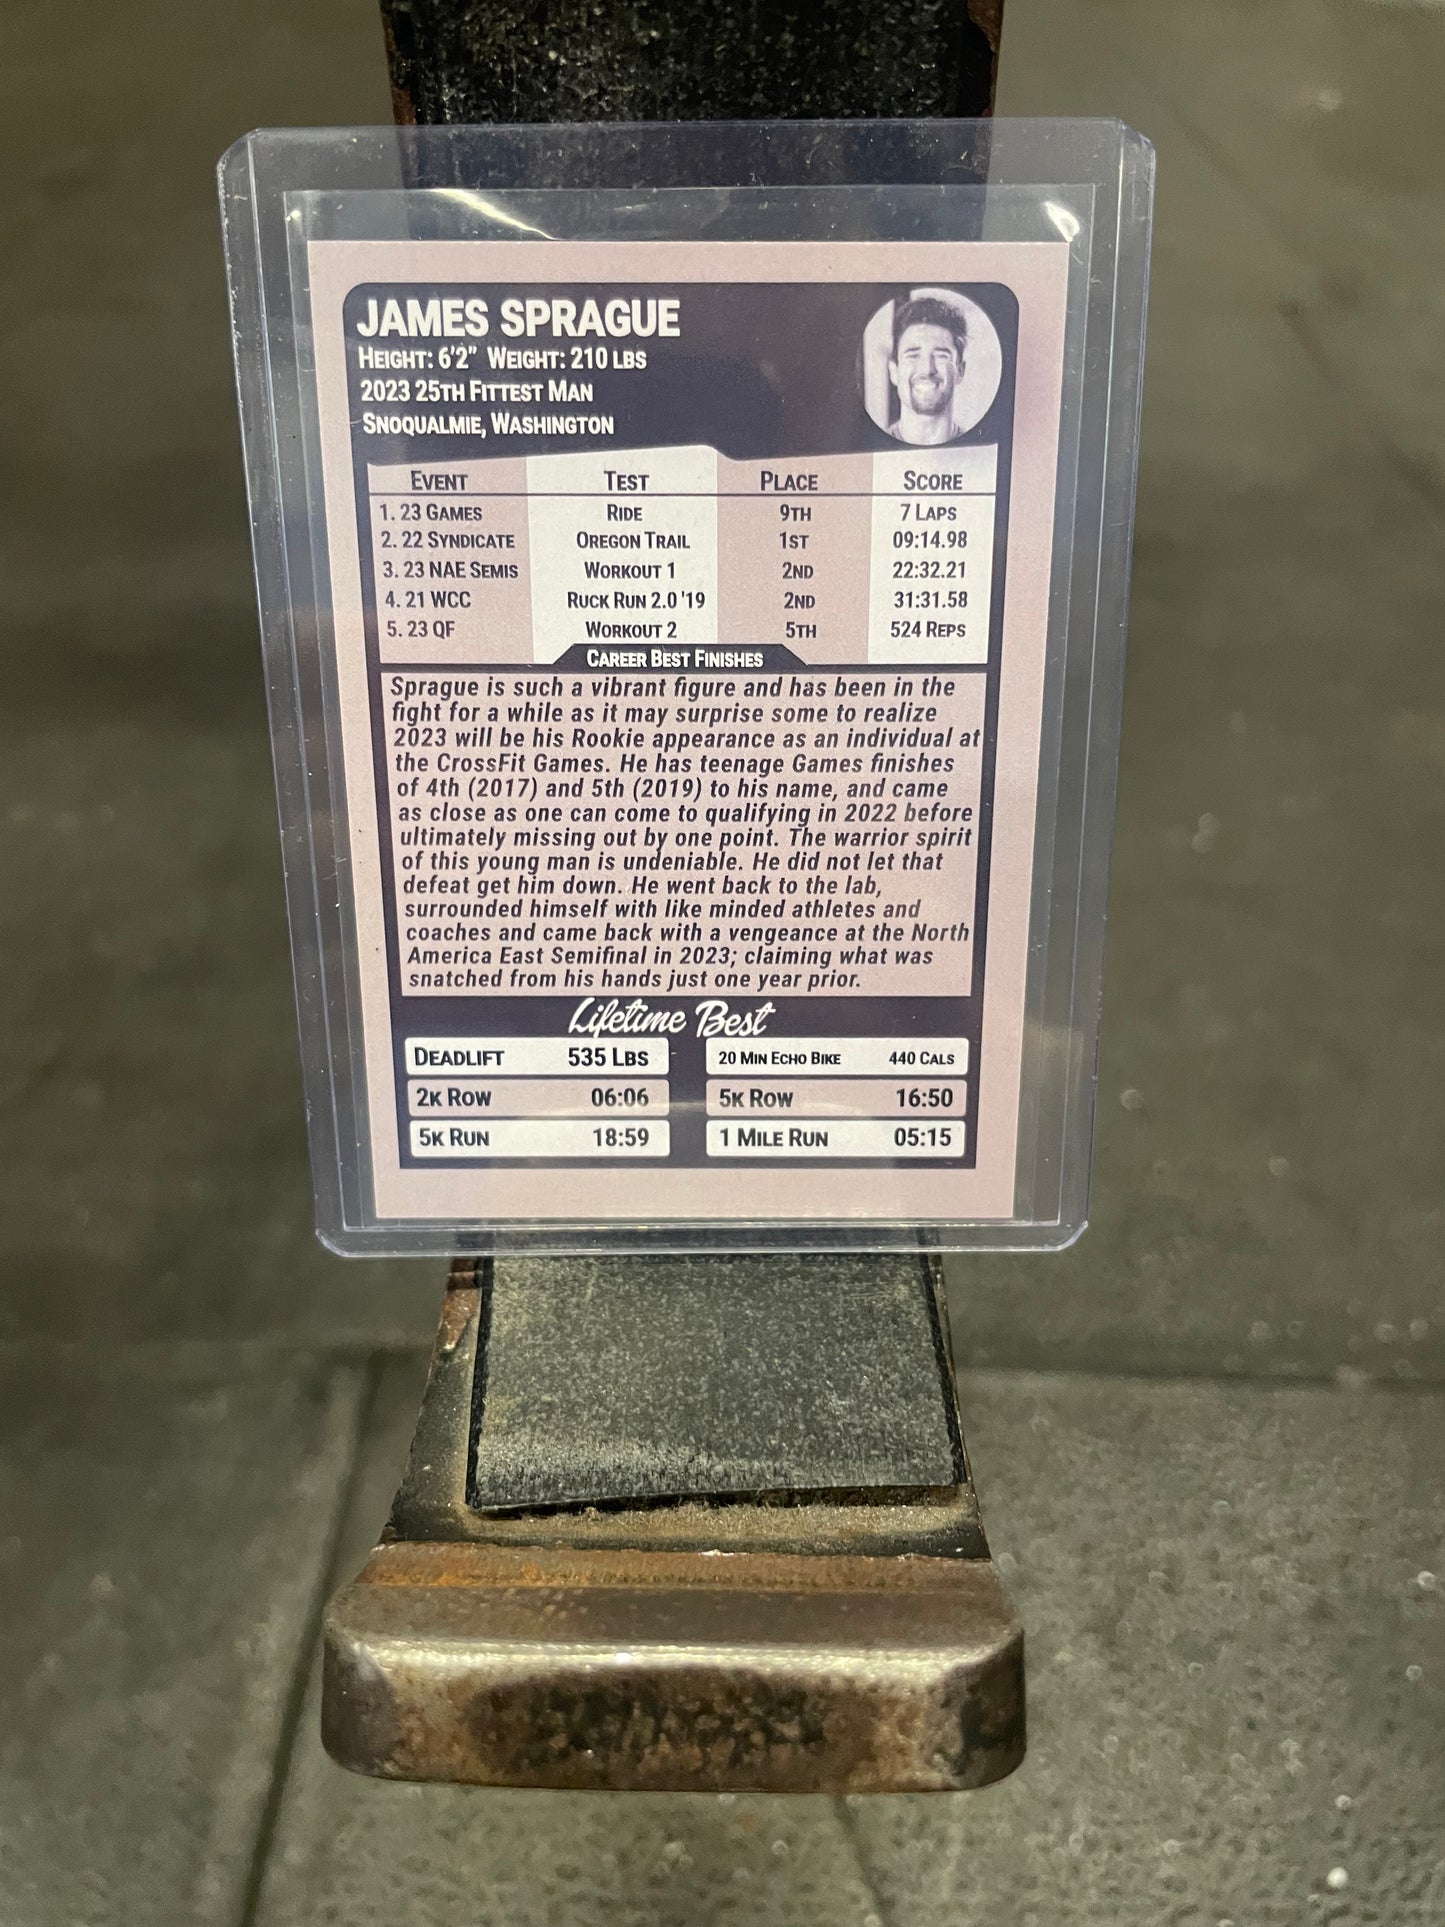 JAMES SPRAGUE
HEIGHT: 6'2" WEIGHT: 210 LBS
2023 25TH FITTEST MAN
SNOQUALMIE, WASHINGTON
EVENT TEST PLACE SCORE
1. 23 GAMES RIDE 9TH 7 LAPS
2. 22 SYNDICATE OREGON TRAIL 1ST 09:14.98
3. 23 NAE SEMIS WORKOUT 1 2ND 22:32.21
4. 21 WCC RUCK RUN 2.0 '19 2ND 31:31.58
5. 23 QF WORKOUT 2 5TH 524 REPS
CAREER BEST FINISHES
Sprague is such a vibrant figure and has been in the
fight for a while as it may surprise some to realize
2023 will be his Rookie appearance as an individual at
the CrossFit Games. He has teenage Games finishes
of 4th (2017) and 5th (2019) to his name, and came
as close as one can come to qualifying in 2022 before
ultimately missing out by one point. The warrior spirit
of this young man is undeniable. He did not let that
defeat get him down. He went back to the lab,
surrounded himself with like minded athletes and
coaches and came back with a vengeance at the North
America East Semifinal in 2023; claiming what was
snatched from his hands just one year prior.
Lifetime Best
DEADLIFT 535 LBS 20 MIN ECHO BIKE 440 CALS
2K ROW 06:06 5K ROW 16:50
5K RUN 18:59 1 MILE RUN 05:15